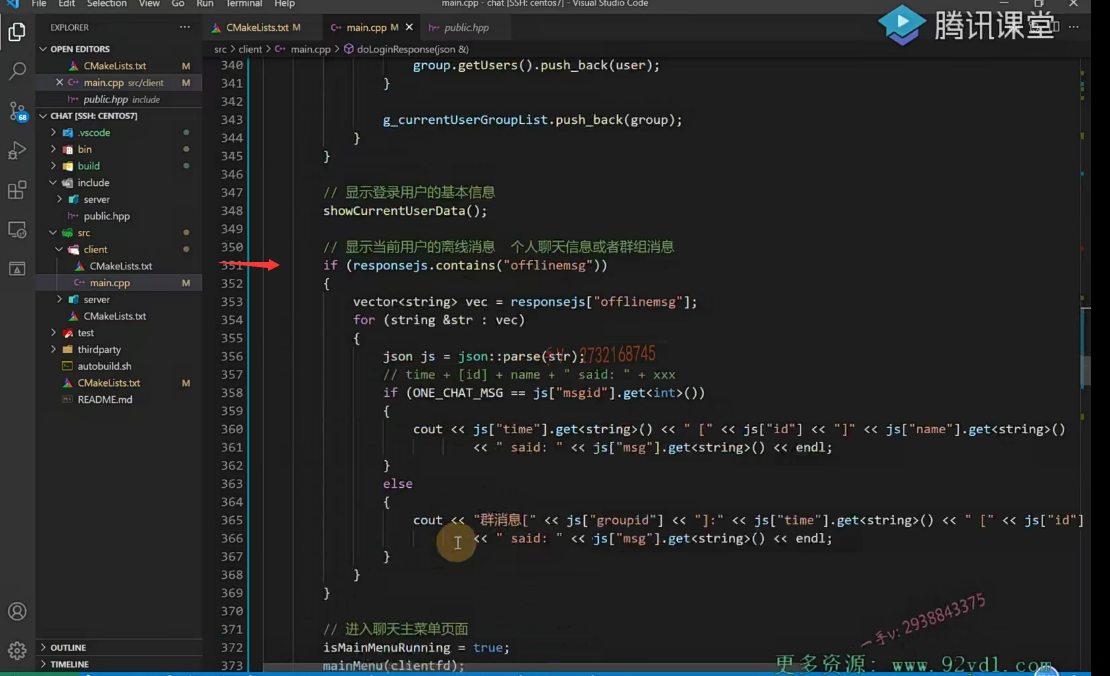 File Edit Selection View Go Run Terminal Help
main.cpp - chat [SSH: centos7] - Visual Studio Code
腾讯课堂
EXPLORER
CMakeLists.txt M
main.cpp M
public.hpp
OPEN EDITORS
CMakeLists.txt M
main.cpp src/client M
public.hpp include
CHAT [SSH: CENTOS7]
.vscode
bin
build
include
server
public.hpp
src
client
CMakeLists.txt
main.cpp M
server
CMakeLists.txt
test
thirdparty
autobuild.sh
CMakeLists.txt M
README.md
OUTLINE
TIMELINE
68
src > client > main.cpp > doLoginResponse(json &)
340 group.getUsers().push_back(user);
341 }
342
343 g_currentUserGroupList.push_back(group);
344 }
345 }
346
347 // 显示登录用户的基本信息
348 showCurrentUserData();
349
350 // 显示当前用户的离线消息 个人聊天信息或者群组消息
351 if (responsejs.contains("offlinemsg"))
352 {
353 vector<string> vec = responsejs["offlinemsg"];
354 for (string &str : vec)
355 {
356 json js = json::parse(str);
357 // time + [id] + name + " said: " + xxx
358 if (ONE_CHAT_MSG == js["msgid"].get<int>())
359 {
360 cout << js["time"].get<string>() << " [" << js["id"] << "]" << js["name"].get<string>()
361 << " said: " << js["msg"].get<string>() << endl;
362 }
363 else
364 {
365 cout << "群消息[" << js["groupid"] << "]:" << js["time"].get<string>() << " [" << js["id"]
366 << " said: " << js["msg"].get<string>() << endl;
367 }
368 }
369 }
370
371 // 进入聊天主菜单页面
372 isMainMenuRunning = true;
373 mainMenu(clientfd);
2732168745
一手v: 2938843375
更多资源: www.92ydl.com